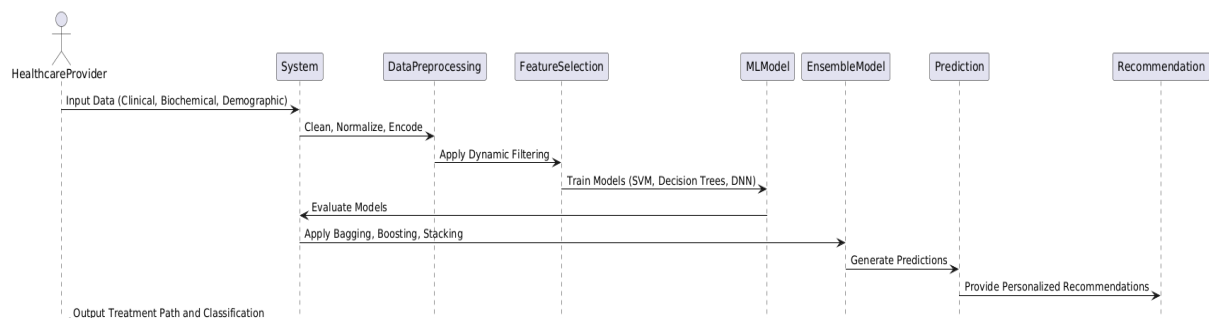 HealthcareProvider
System
DataPreprocessing
FeatureSelection
MLModel
EnsembleModel
Prediction
Recommendation
Input Data (Clinical, Biochemical, Demographic)
Clean, Normalize, Encode
Apply Dynamic Filtering
Train Models (SVM, Decision Trees, DNN)
Evaluate Models
Apply Bagging, Boosting, Stacking
Generate Predictions
Provide Personalized Recommendations
Output Treatment Path and Classification